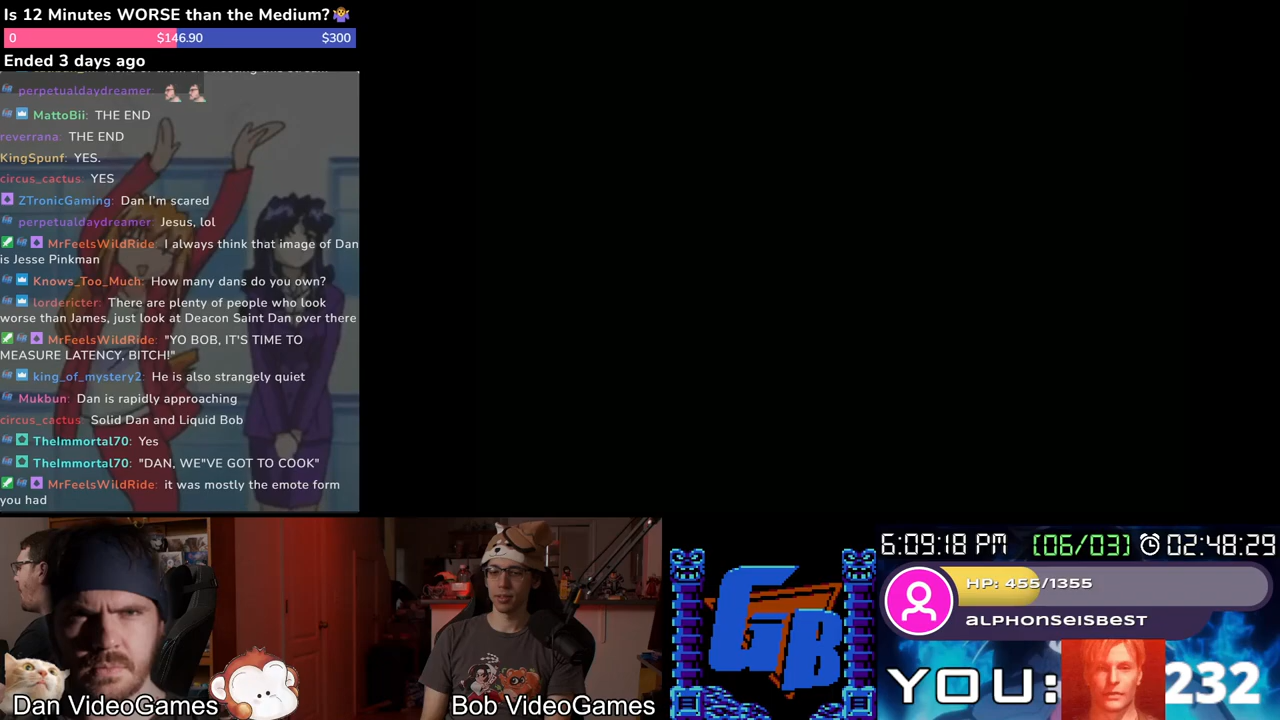 Is 12 Minutes WORSE than the Medium?🤷‍♀️
0 $146.90 $300
Ended 3 days ago
perpetualdaydreamer:
MattoBii: THE END
reverrana: THE END
KingSpunf: YES.
circus_cactus: YES
ZTronicGaming: Dan I'm scared
perpetualdaydreamer: Jesus, lol
MrFeelsWildRide: I always think that image of Dan
is Jesse Pinkman
Knows_Too_Much: How many dans do you own?
lordericter: There are plenty of people who look
worse than James, just look at Deacon Saint Dan over there
MrFeelsWildRide: "YO BOB, IT'S TIME TO
MEASURE LATENCY, BITCH!"
king_of_mystery2: He is also strangely quiet
Mukbun: Dan is rapidly approaching
circus_cactus: Solid Dan and Liquid Bob
TheImmortal70: Yes
TheImmortal70: "DAN, WE"VE GOT TO COOK"
MrFeelsWildRide: it was mostly the emote form
you had
Dan VideoGames
Bob VideoGames
GB
6:09:18 PM [06/03] 02:48:29
HP: 455/1355
alphonseisbest
YOU: 232